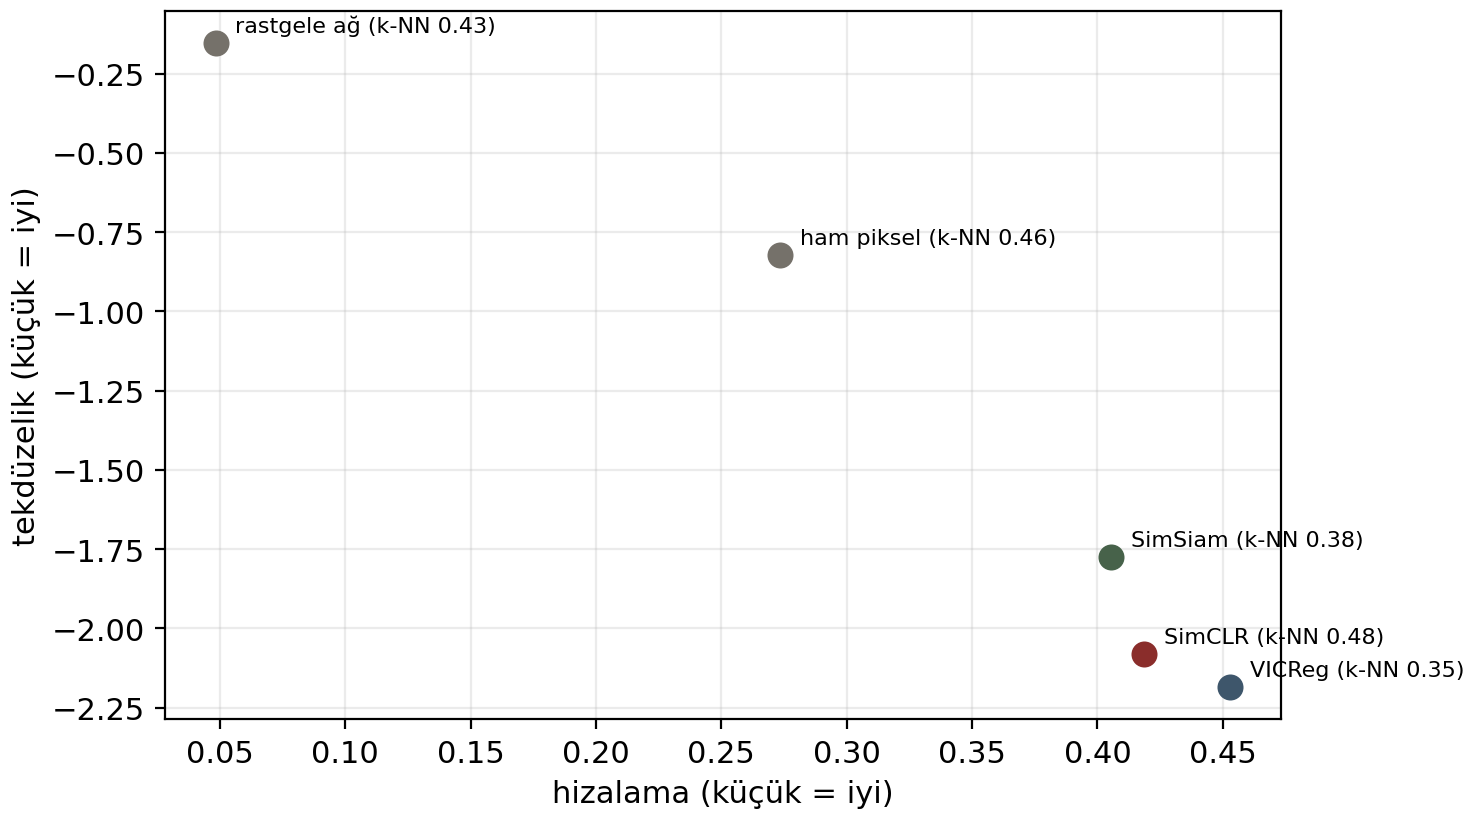 rastgele ağ (k-NN 0.43)
ham piksel (k-NN 0.46)
SimSiam (k-NN 0.38)
SimCLR (k-NN 0.48)
VICReg (k-NN 0.35)
tekdüzelik (küçük = iyi)
−0.25
−0.50
−0.75
−1.00
−1.25
−1.50
−1.75
−2.00
−2.25
0.05 0.10 0.15 0.20 0.25 0.30 0.35 0.40 0.45
hizalama (küçük = iyi)